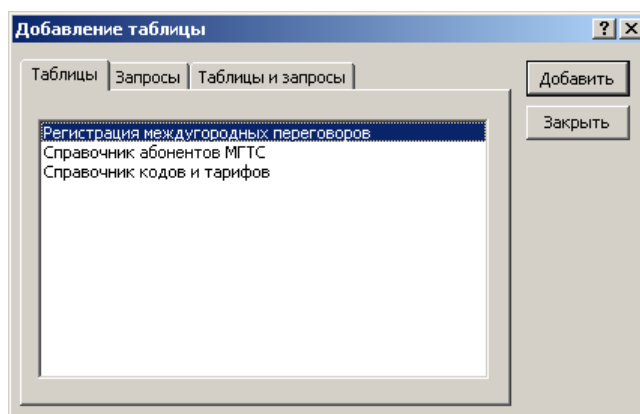 Добавление таблицы
Таблицы Запросы Таблицы и запросы
Добавить
Закрыть
Регистрация междугородных переговоров
Справочник абонентов МГТС
Справочник кодов и тарифов